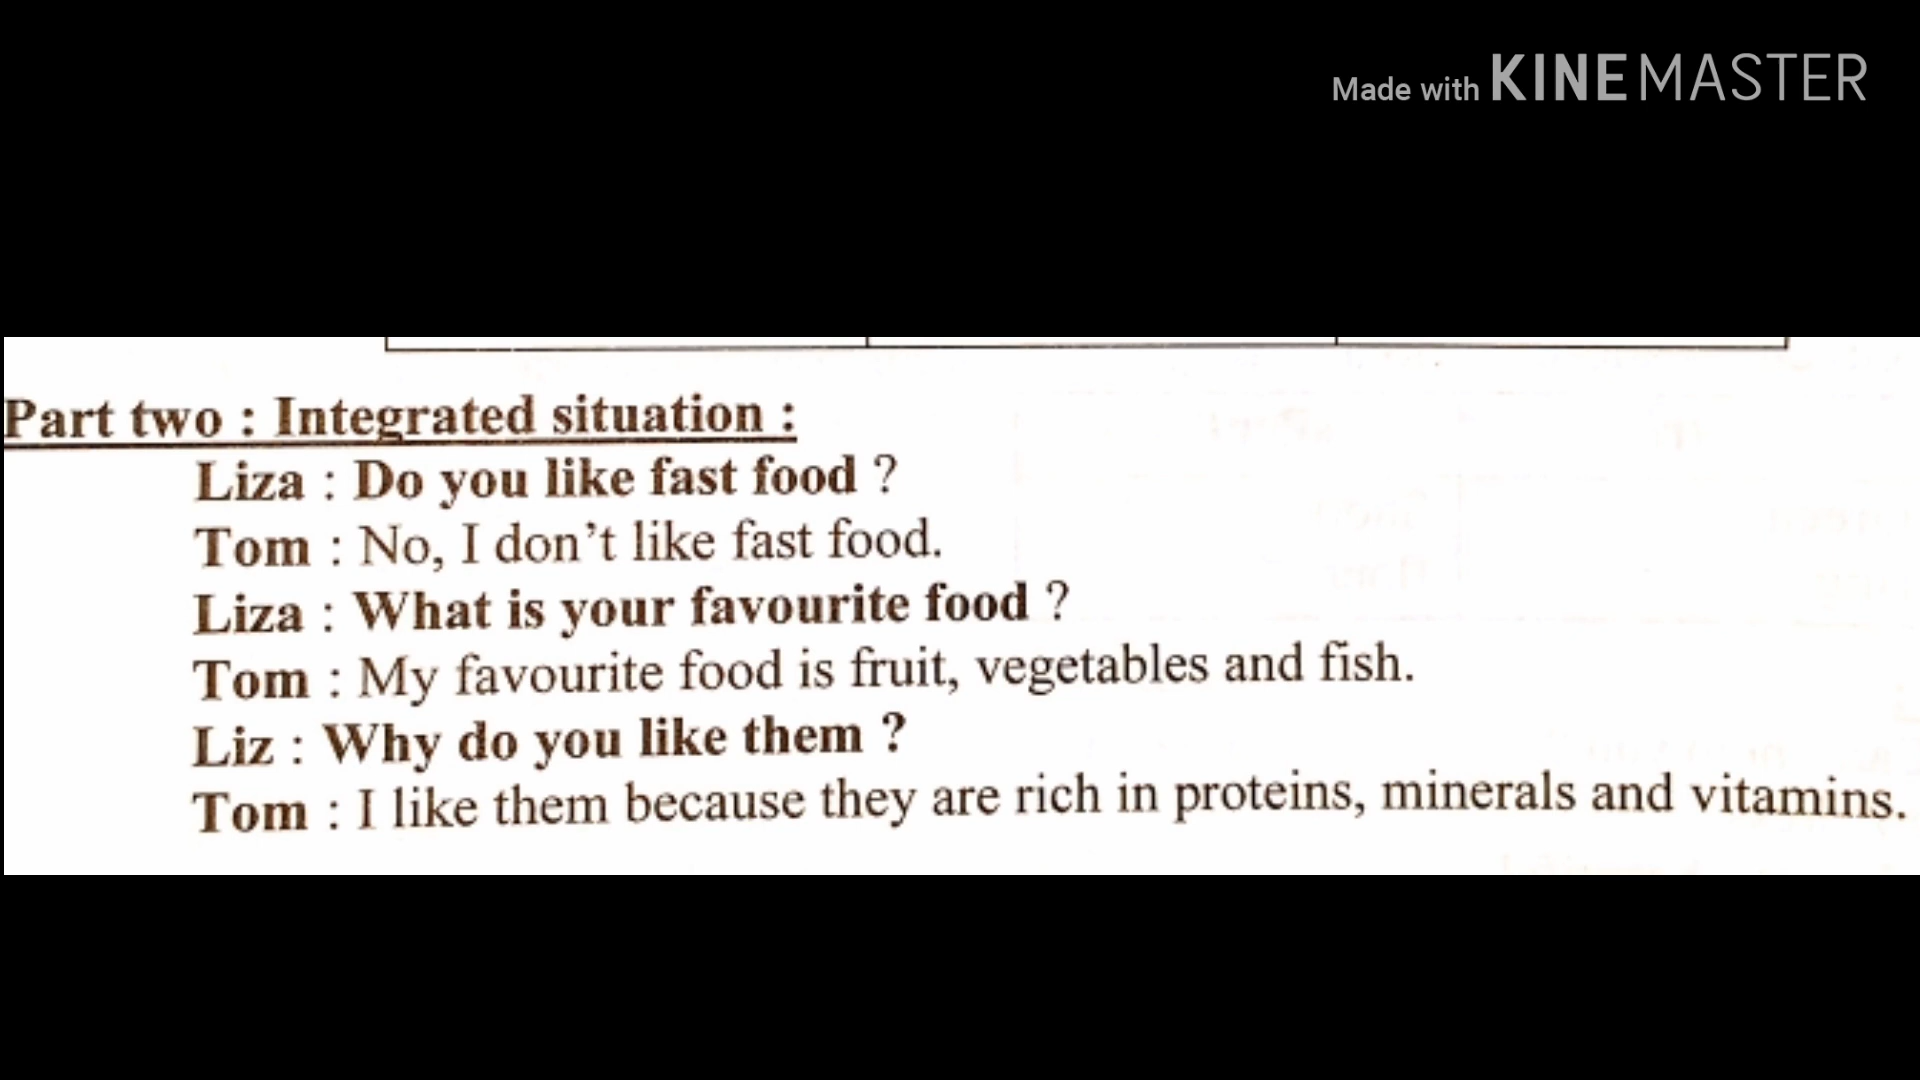 Made with KINEMASTER
Part two : Integrated situation :
Liza : Do you like fast food ?
Tom : No, I don’t like fast food.
Liza : What is your favourite food ?
Tom : My favourite food is fruit, vegetables and fish.
Liz : Why do you like them ?
Tom : I like them because they are rich in proteins, minerals and vitamins.